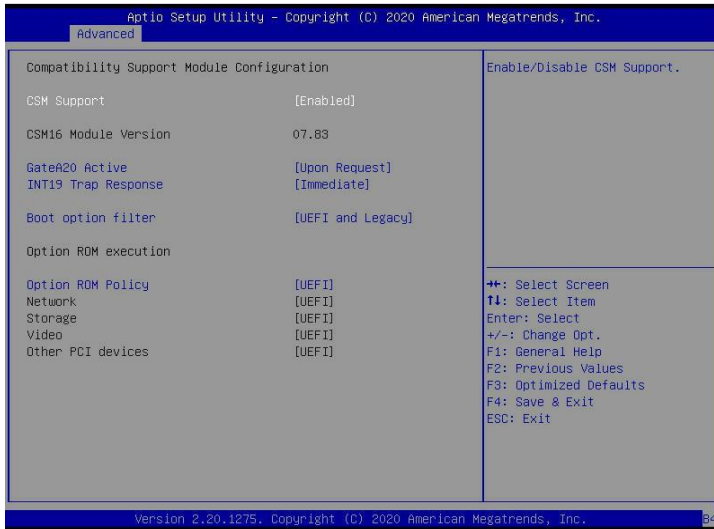 Aptio Setup Utility – Copyright (C) 2020 American Megatrends, Inc.
Advanced
Compatibility Support Module Configuration
CSM Support [Enabled]
CSM16 Module Version 07.83
GateA20 Active [Upon Request]
INT19 Trap Response [Immediate]
Boot option filter [UEFI and Legacy]
Option ROM execution
Option ROM Policy [UEFI]
Network [UEFI]
Storage [UEFI]
Video [UEFI]
Other PCI devices [UEFI]
Enable/Disable CSM Support.
→←: Select Screen
↑↓: Select Item
Enter: Select
+/-: Change Opt.
F1: General Help
F2: Previous Values
F3: Optimized Defaults
F4: Save & Exit
ESC: Exit
Version 2.20.1275. Copyright (C) 2020 American Megatrends, Inc.